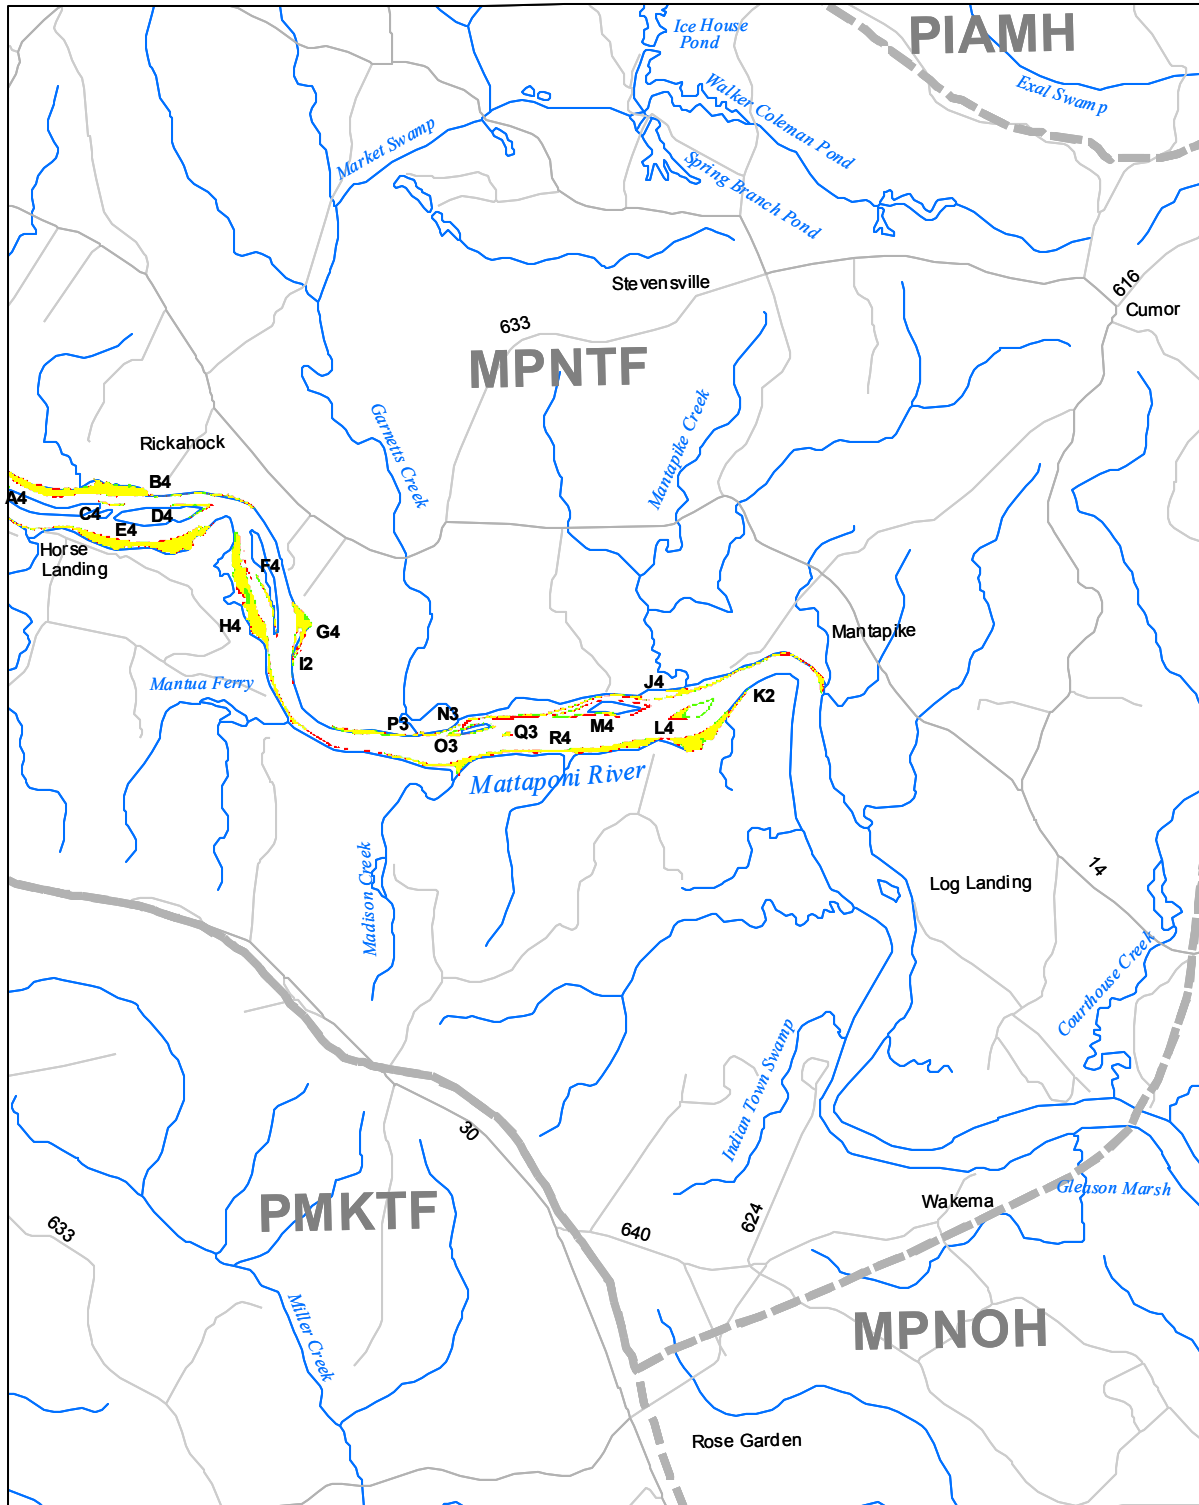 PIAMH
Ice House
Pond
Exal Swamp
Walker Coleman Pond
Market Swamp
Spring Branch Pond
Stevensville
616
Cumor
633
MPNTF
Garnetts Creek
Mantapike Creek
Rickahock
B4
A4
C4
D4
E4
Horse
Landing
F4
H4
G4
Mantapike
I2
Mantua Ferry
J4
K2
P3
N3
O3
Q3
R4
M4
L4
Mattaponi River
Madison Creek
14
Log Landing
Courthouse Creek
Indian Town Swamp
30
Gleason Marsh
Wakema
PMKTF
633
640
624
Miller Creek
MPNOH
Rose Garden